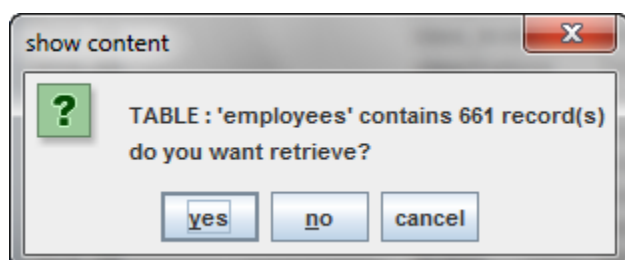 show content
TABLE : 'employees' contains 661 record(s)
do you want retrieve?
yes
no
cancel